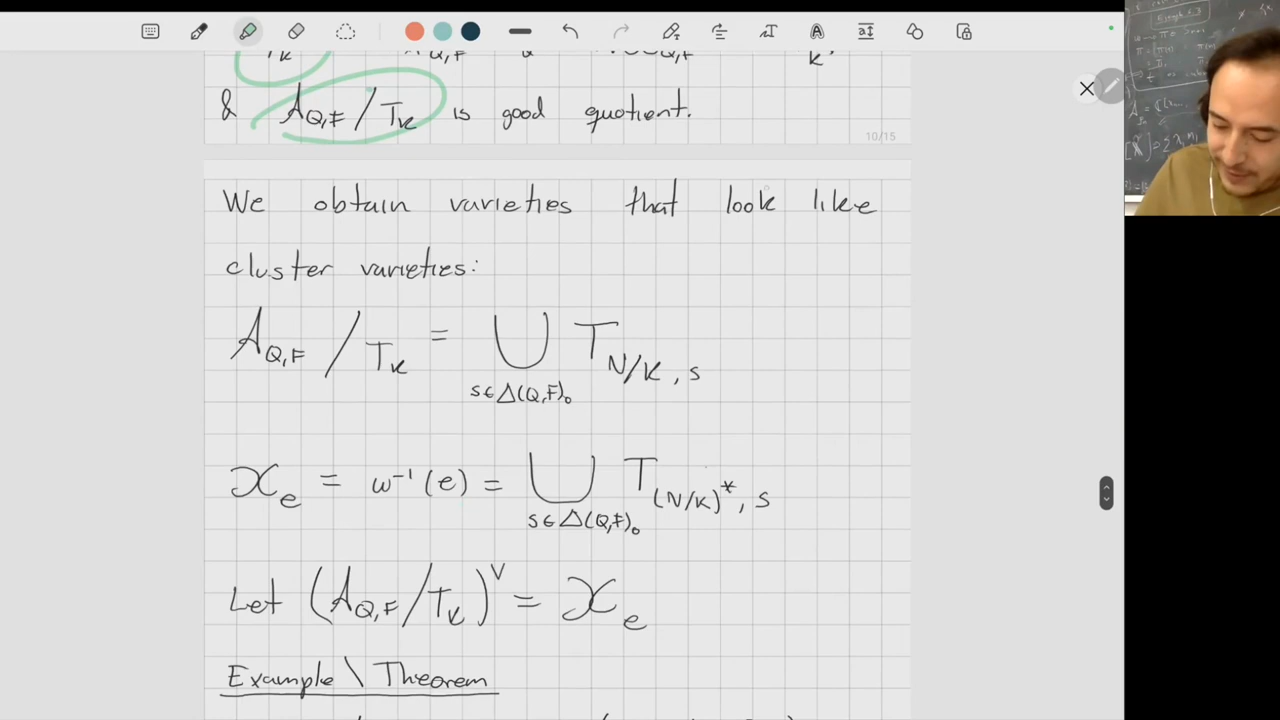 & A_{Q,F} / T_K is good quotient.
10/15
We obtain varieties that look like
cluster varieties:
A_{Q,F} / T_K = ⋃_{s∈Δ(Q,F)_0} T_{N/K, s}
𝒳_e = w^{-1}(e) = ⋃_{s∈Δ(Q,F)_0} T_{(N/K)^*, s}
Let (A_{Q,F}/T_K)^∨ = 𝒳_e
Example \ Theorem